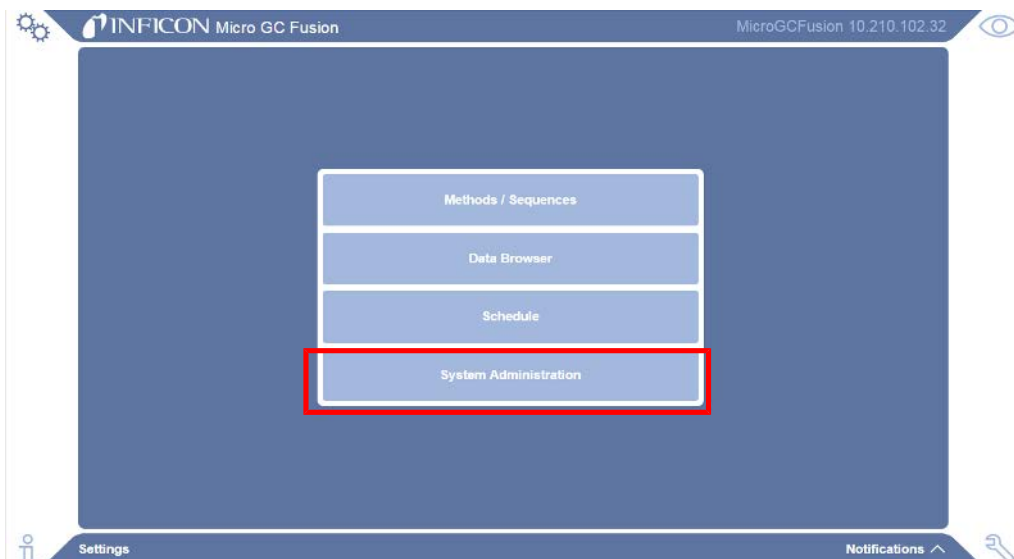 INFICON Micro GC Fusion
MicroGCFusion 10.210.102.32
Methods / Sequences
Data Browser
Schedule
System Administration
Settings
Notifications